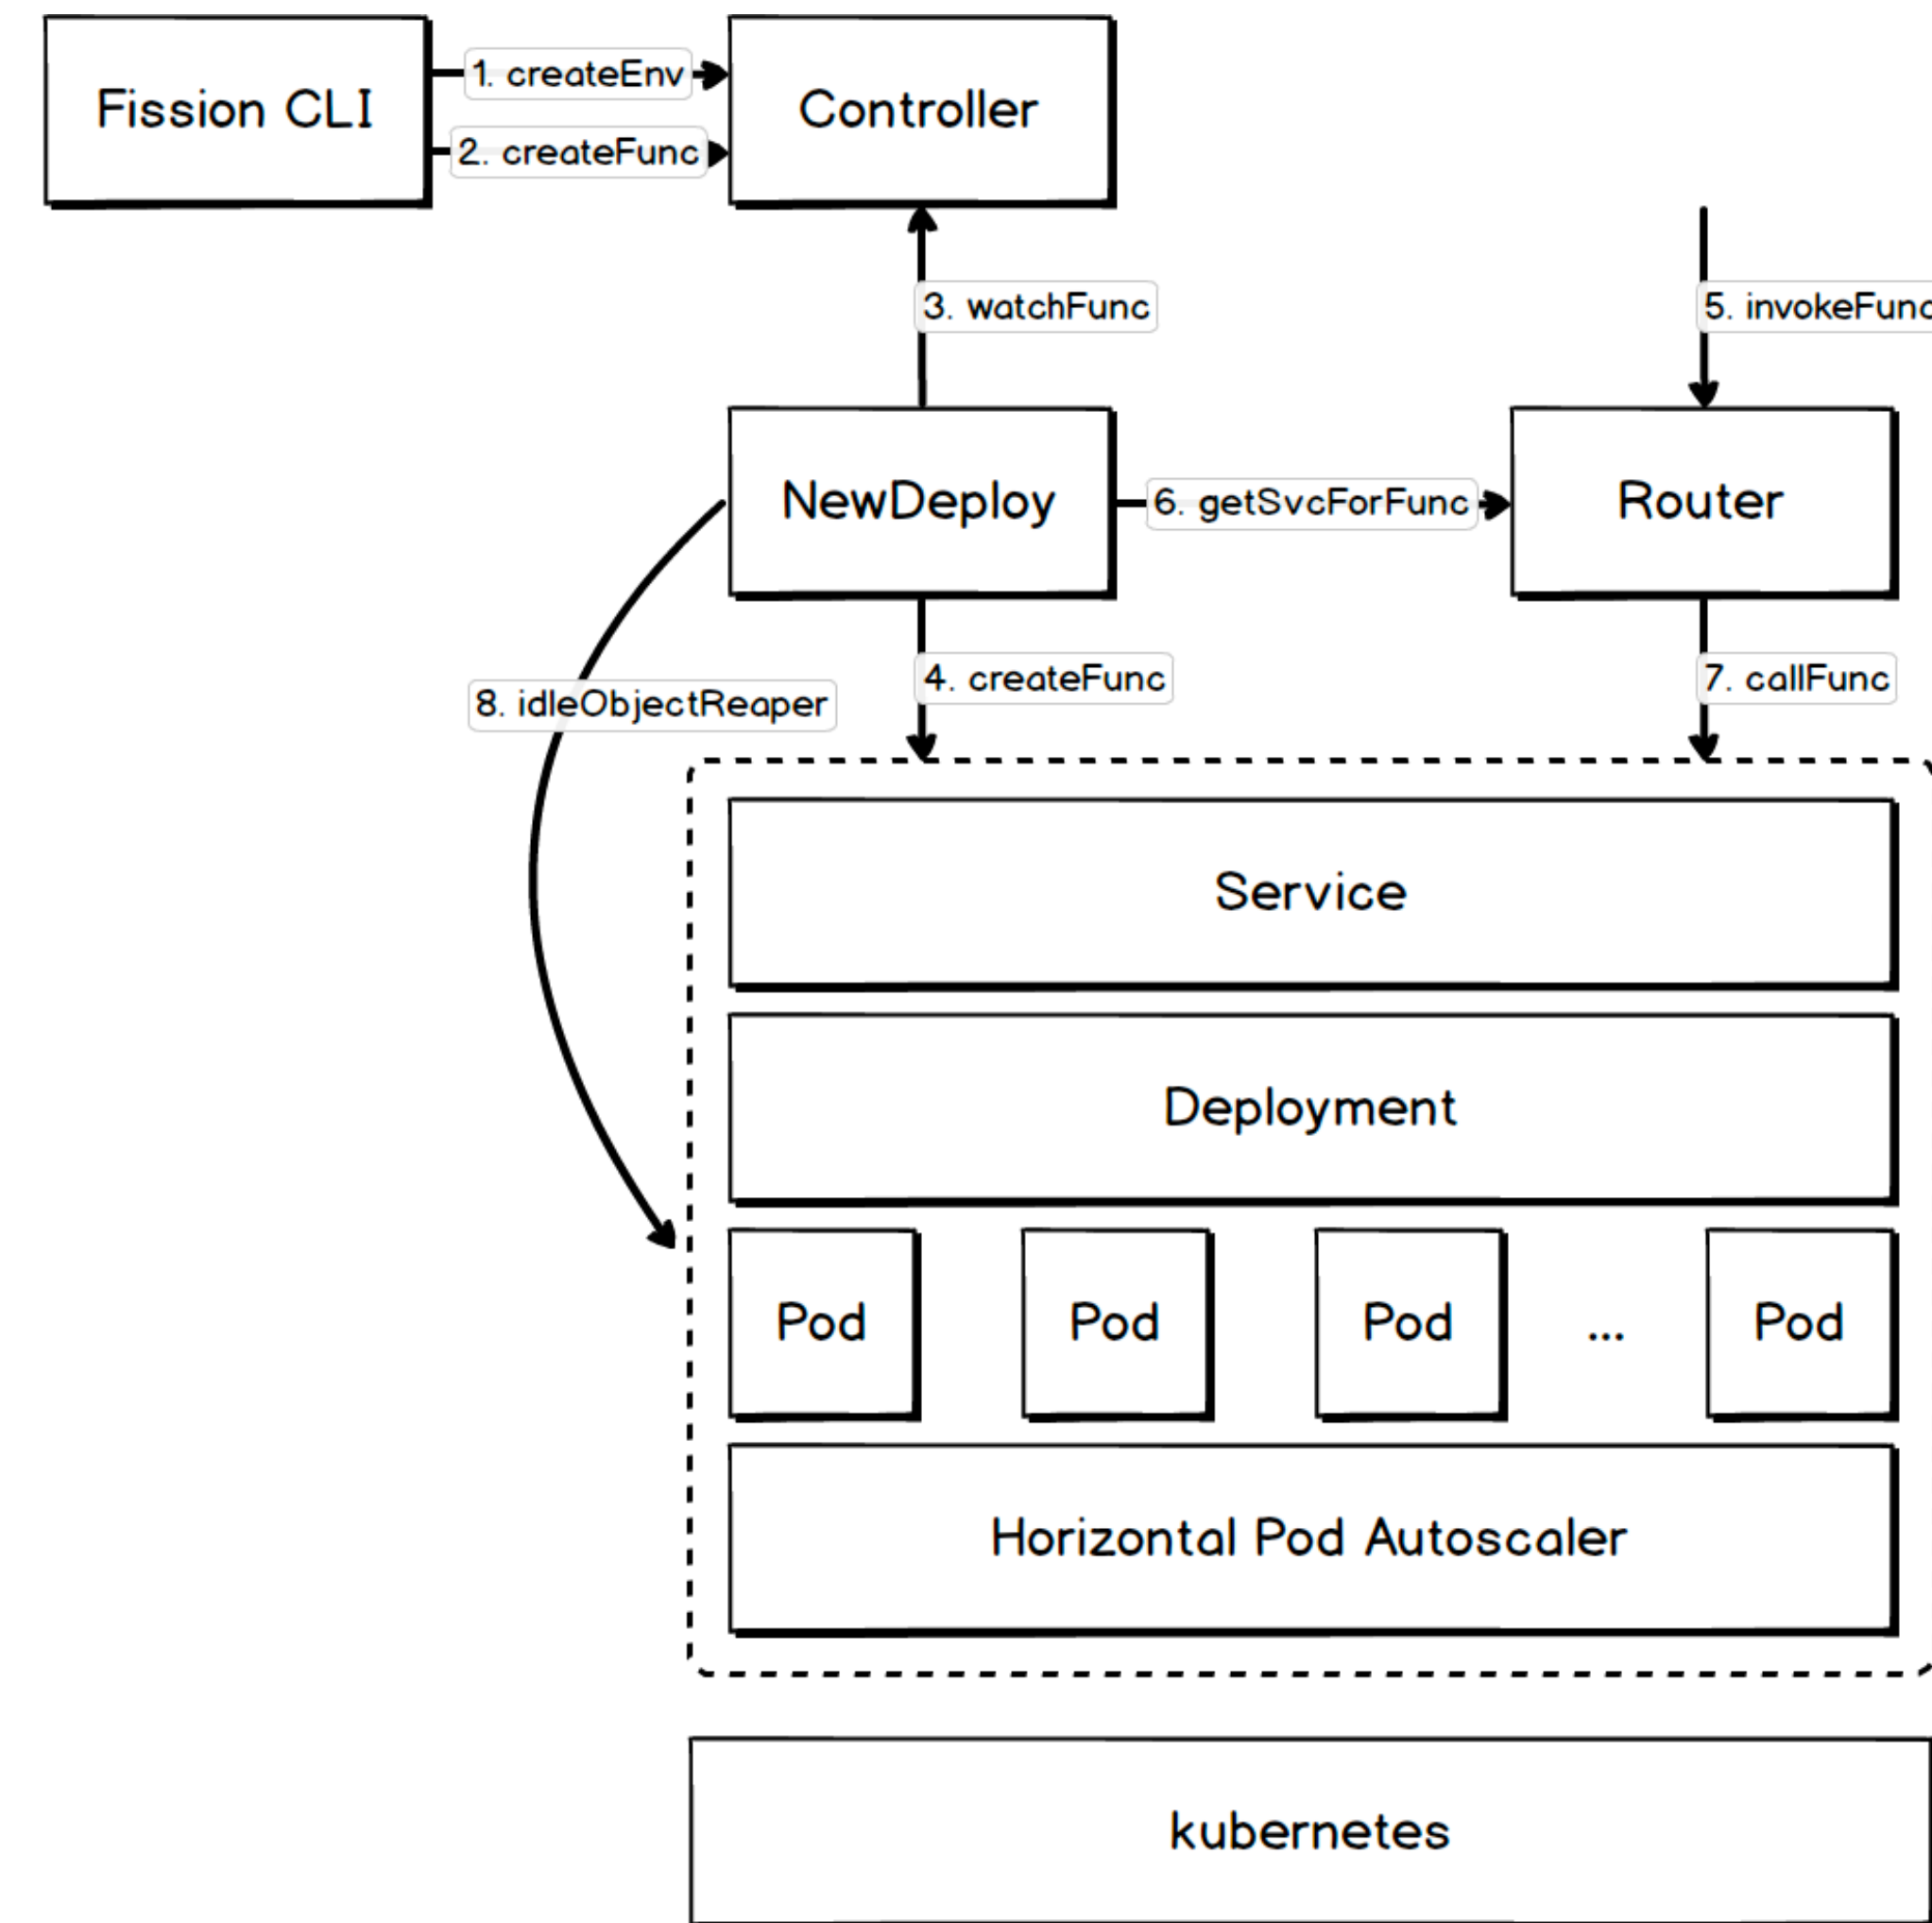 Fission CLI
1. createEnv
2. createFunc
Controller
3. watchFunc
5. invokeFunc
NewDeploy
6. getSvcForFunc
Router
8. idleObjectReaper
4. createFunc
7. callFunc
Service
Deployment
Pod
Pod
Pod
...
Pod
Horizontal Pod Autoscaler
kubernetes